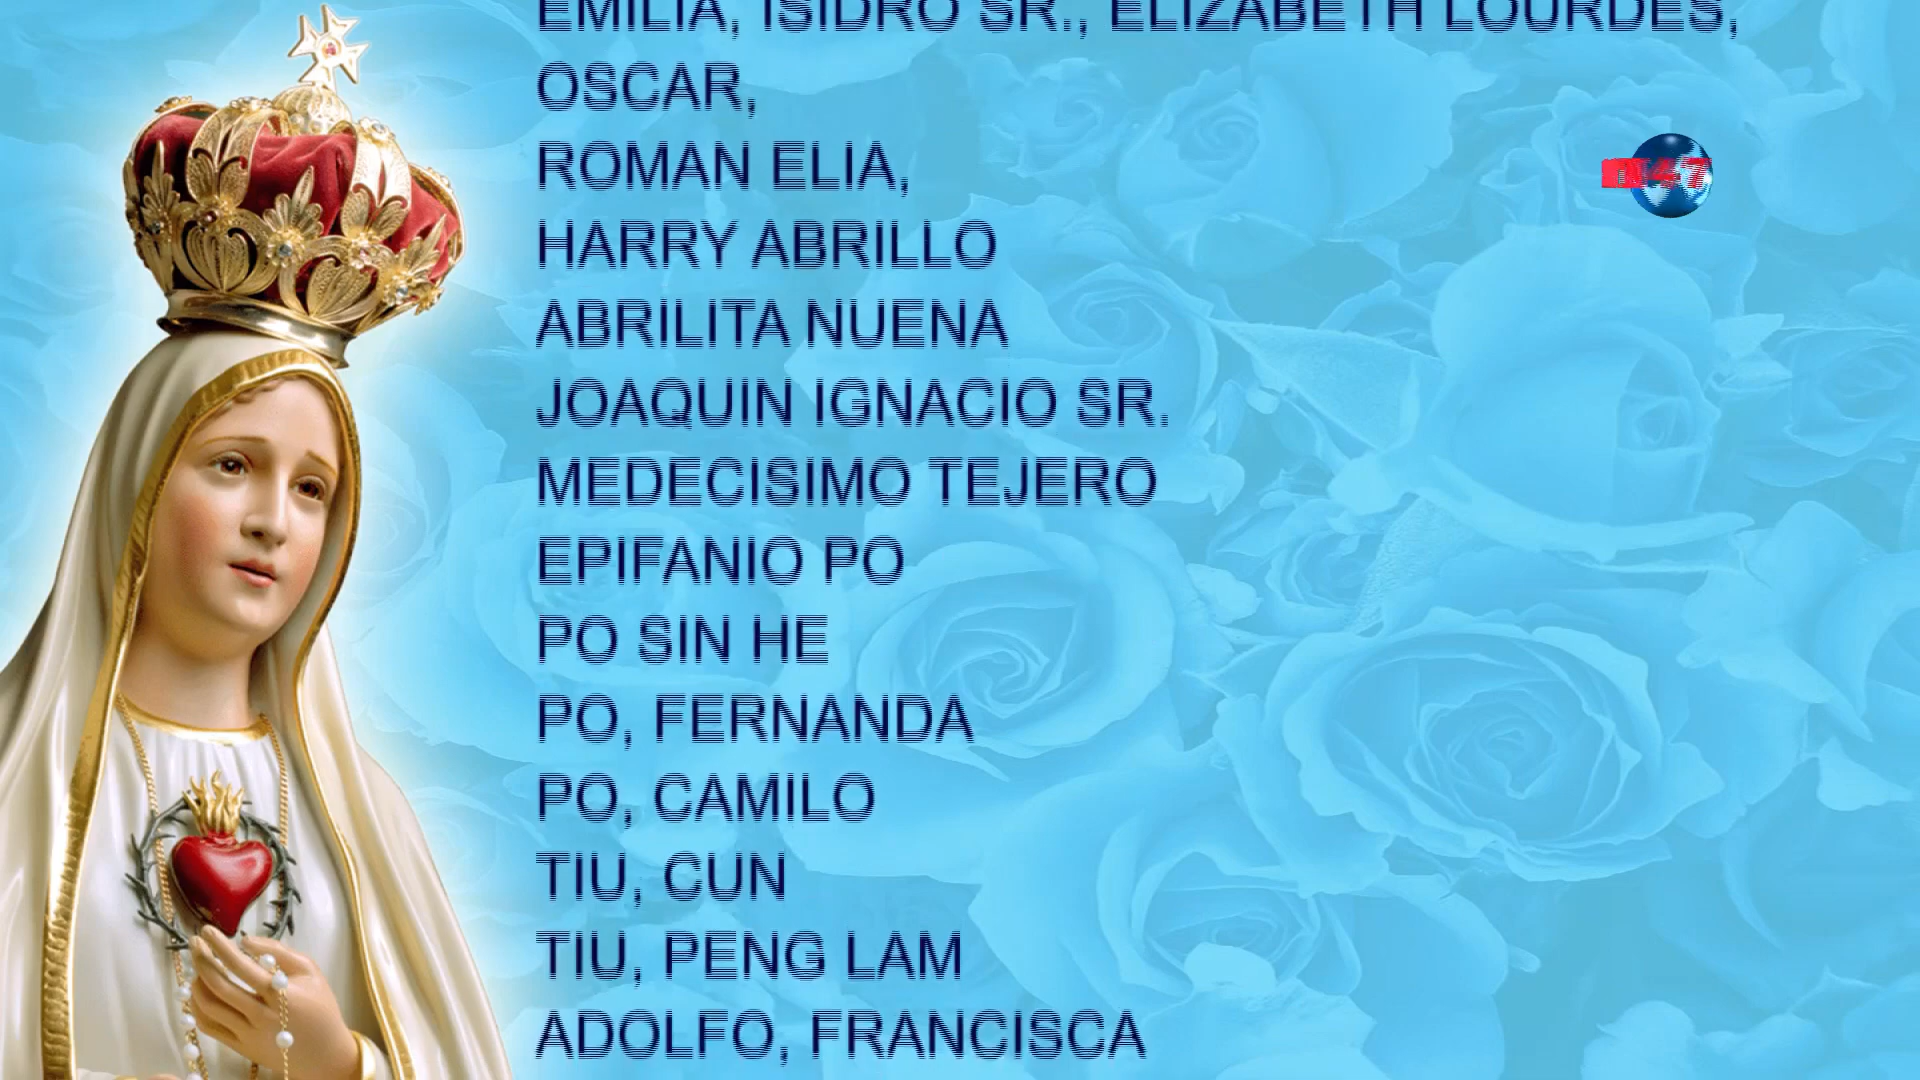 EMILIA, ISIDRO SR., ELIZABETH LOURDES,
OSCAR,
ROMAN ELIA,
HARRY ABRILLO
ABRILITA NUENA
JOAQUIN IGNACIO SR.
MEDECISIMO TEJERO
EPIFANIO PO
PO SIN HE
PO, FERNANDA
PO, CAMILO
TIU, CUN
TIU, PENG LAM
ADOLFO, FRANCISCA